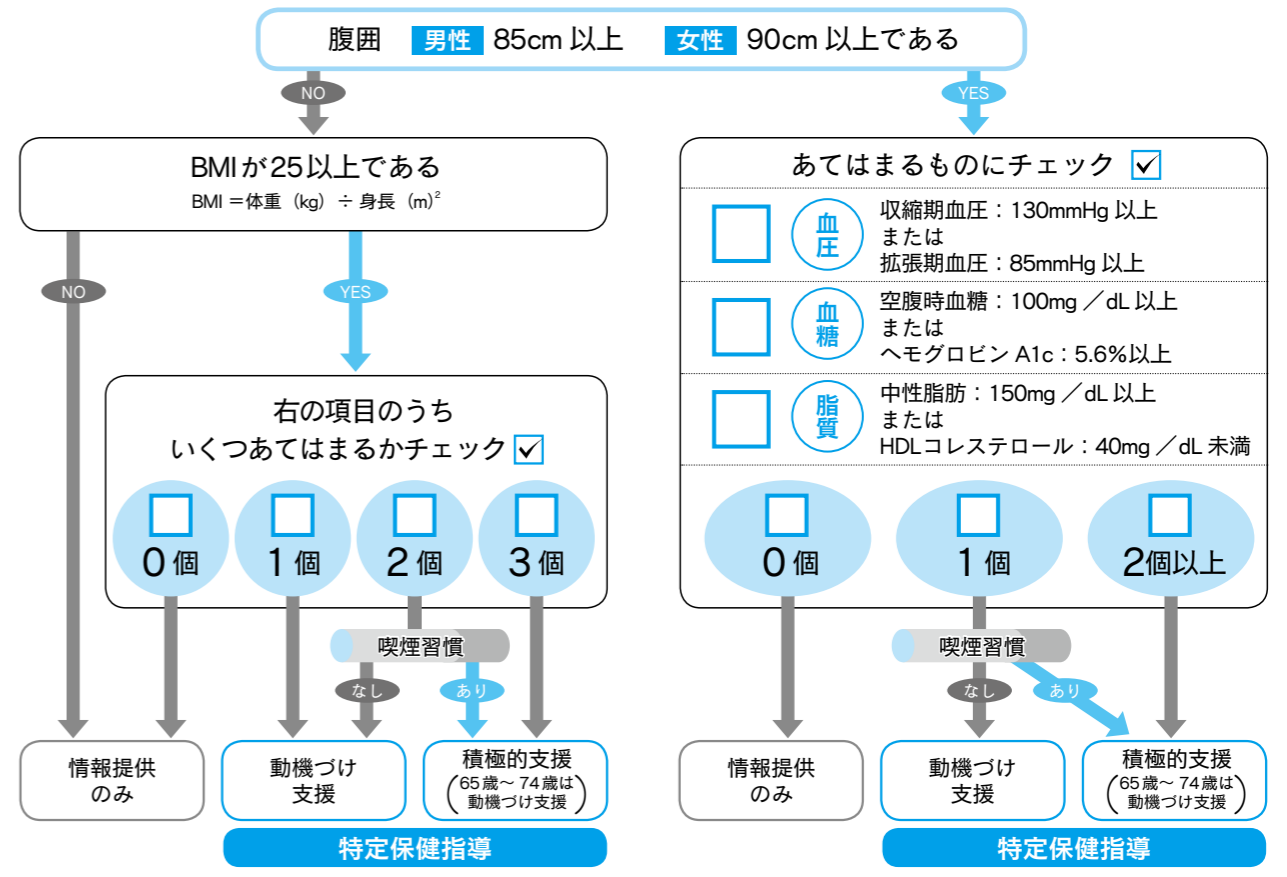 腹囲 男性 85cm 以上 女性 90cm 以上である
NO
YES
BMIが25以上である
BMI＝体重（kg）÷ 身長（m）²
NO
YES
右の項目のうち
いくつあてはまるかチェック
0個
1個
2個
3個
喫煙習慣
なし
あり
情報提供
のみ
動機づけ
支援
積極的支援
（65歳～74歳は
動機づけ支援）
特定保健指導
あてはまるものにチェック
血圧
収縮期血圧：130mmHg 以上
または
拡張期血圧：85mmHg 以上
血糖
空腹時血糖：100mg ／dL 以上
または
ヘモグロビン A1c：5.6％以上
脂質
中性脂肪：150mg ／dL 以上
または
HDLコレステロール：40mg ／dL 未満
0個
1個
2個以上
喫煙習慣
なし
あり
情報提供
のみ
動機づけ
支援
積極的支援
（65歳～74歳は
動機づけ支援）
特定保健指導